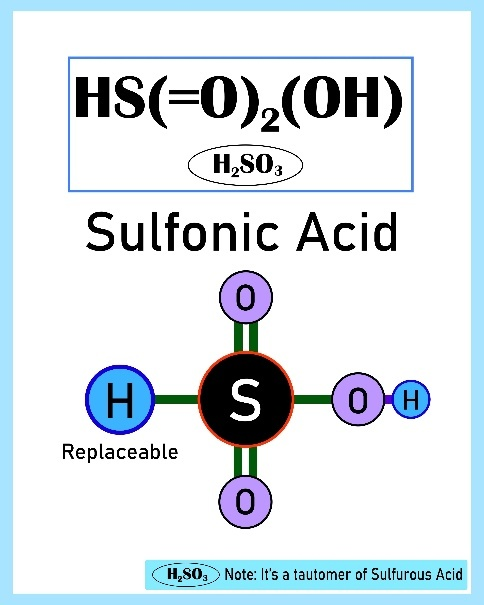 HS(=O)₂(OH)
H₂SO₃
Sulfonic Acid
O
H S O H
Replaceable
O
H₂SO₃ Note: It's a tautomer of Sulfurous Acid